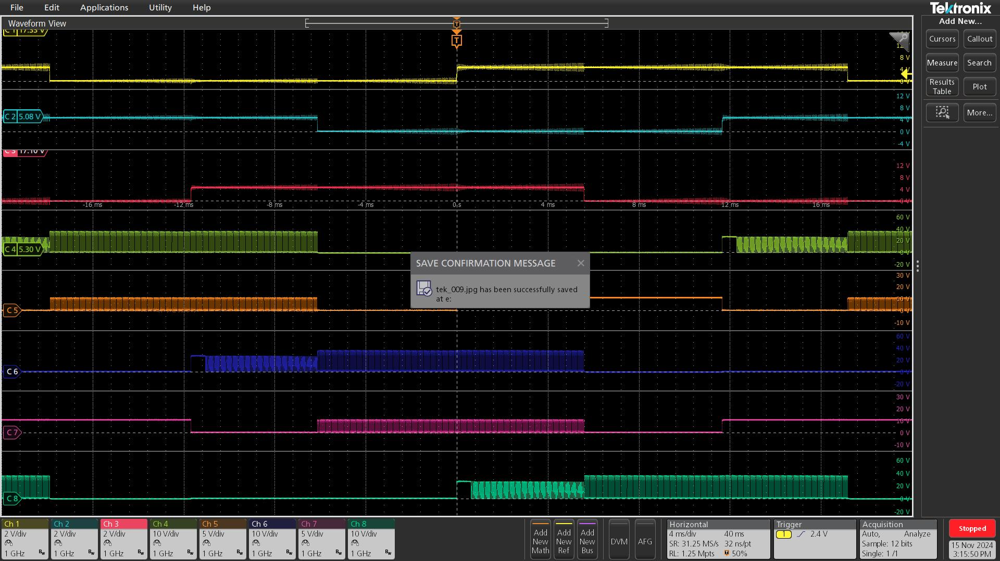 File Edit Applications Utility Help
Tektronix
Waveform View
Add New...
T
T
Cursors Callout
Measure Search
Results Table Plot
More...
C 1 17.33 V
8 V
4 V
0 V
C 2 5.08 V
12 V
8 V
4 V
0 V
-4 V
C 3 17.10 V
12 V
8 V
4 V
0 V
-16 ms -12 ms -8 ms -4 ms 0 s 4 ms 8 ms 12 ms 16 ms
C 4 5.30 V
60 V
40 V
20 V
0 V
-20 V
SAVE CONFIRMATION MESSAGE
tek_009.jpg has been successfully saved
at e:
C 5
30 V
20 V
10 V
0 V
-10 V
C 6
60 V
40 V
20 V
0 V
-20 V
C 7
30 V
20 V
10 V
0 V
-10 V
C 8
60 V
40 V
20 V
0 V
-20 V
Ch 1
2 V/div
1 GHz Bw
Ch 2
2 V/div
1 GHz Bw
Ch 3
2 V/div
1 GHz Bw
Ch 4
10 V/div
1 GHz Bw
Ch 5
5 V/div
1 GHz Bw
Ch 6
10 V/div
1 GHz Bw
Ch 7
5 V/div
1 GHz Bw
Ch 8
10 V/div
1 GHz Bw
Add
New
Math
Add
New
Ref
Add
New
Bus
DVM
AFG
Horizontal
4 ms/div 40 ms
SR: 31.25 MS/s 32 ns/pt
RL: 1.25 Mpts 50%
Trigger
1 2.4 V
Acquisition
Auto, Analyze
Sample: 12 bits
Single: 1 /1
Stopped
15 Nov 2024
3:15:50 PM